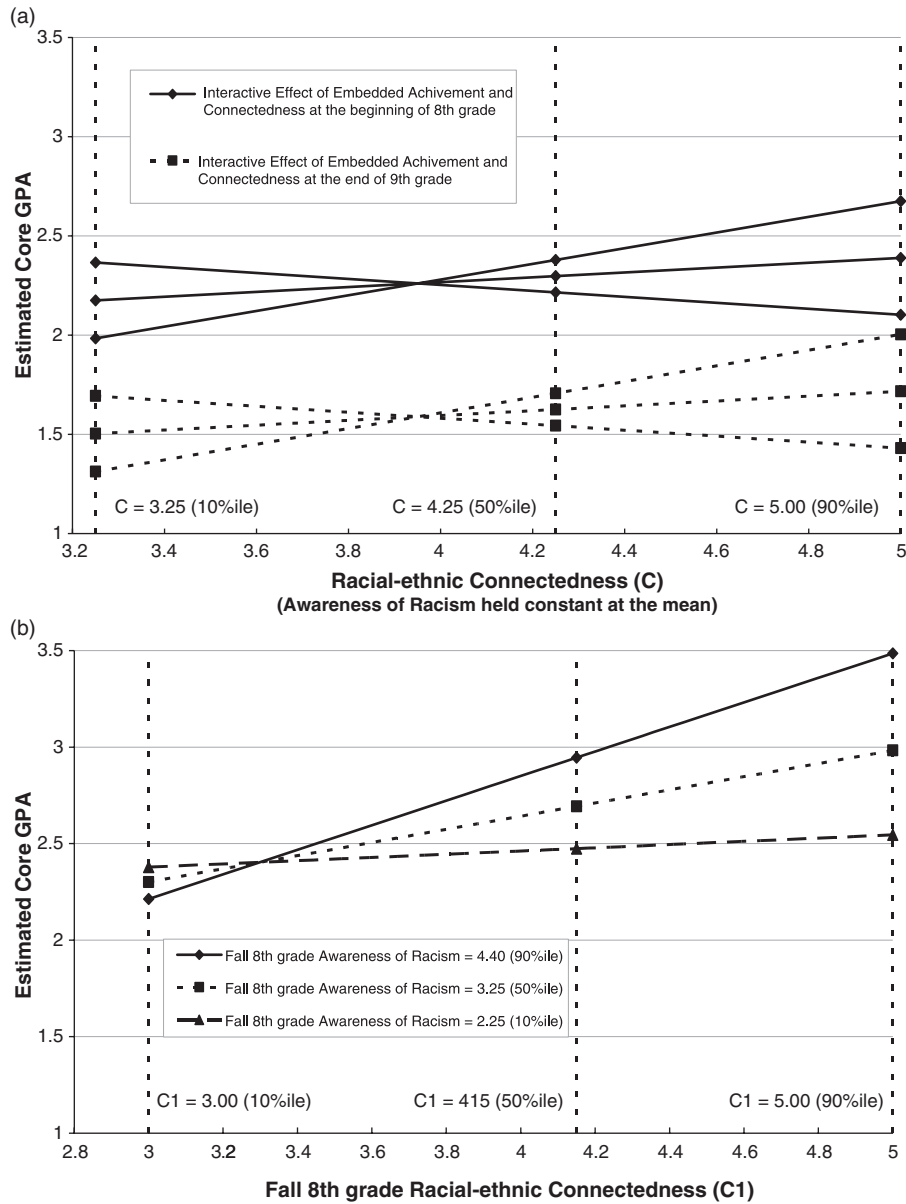 (a)
3.5
3
2.5
2
1.5
1
Estimated Core GPA
Interactive Effect of Embedded Achivement and
Connectedness at the beginning of 8th grade
Interactive Effect of Embedded Achivement and
Connectedness at the end of 9th grade
C = 3.25 (10%ile)
C = 4.25 (50%ile)
C = 5.00 (90%ile)
3.2 3.4 3.6 3.8 4 4.2 4.4 4.6 4.8 5
Racial-ethnic Connectedness (C)
(Awareness of Racism held constant at the mean)
(b)
3.5
3
2.5
2
1.5
1
Estimated Core GPA
Fall 8th grade Awareness of Racism = 4.40 (90%ile)
Fall 8th grade Awareness of Racism = 3.25 (50%ile)
Fall 8th grade Awareness of Racism = 2.25 (10%ile)
C1 = 3.00 (10%ile)
C1 = 415 (50%ile)
C1 = 5.00 (90%ile)
2.8 3 3.2 3.4 3.6 3.8 4 4.2 4.4 4.6 4.8 5
Fall 8th grade Racial-ethnic Connectedness (C1)